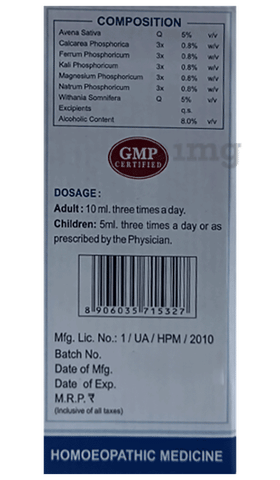 COMPOSITION
Avena Sativa Q 5% v/v
Calcarea Phosphorica 3x 0.8% w/v
Ferrum Phosphoricum 3x 0.8% w/v
Kali Phosphoricum 3x 0.8% w/v
Magnesium Phosphoricum 3x 0.8% w/v
Natrum Phosphoricum 3x 0.8% w/v
Withania Somnifera Q 5% v/v
Excipients q.s.
Alcoholic Content 8.0% v/v
GMP
CERTIFIED
1mg
DOSAGE:
Adult: 10 ml. three times a day.
Children: 5ml. three times a day or as
prescribed by the Physician.
8 906035 715327
Mfg. Lic. No.: 1 / UA / HPM / 2010
Batch No.
Date of Mfg.
Date of Exp.
M.R.P. ₹
(Inclusive of all taxes)
HOMOEOPATHIC MEDICINE